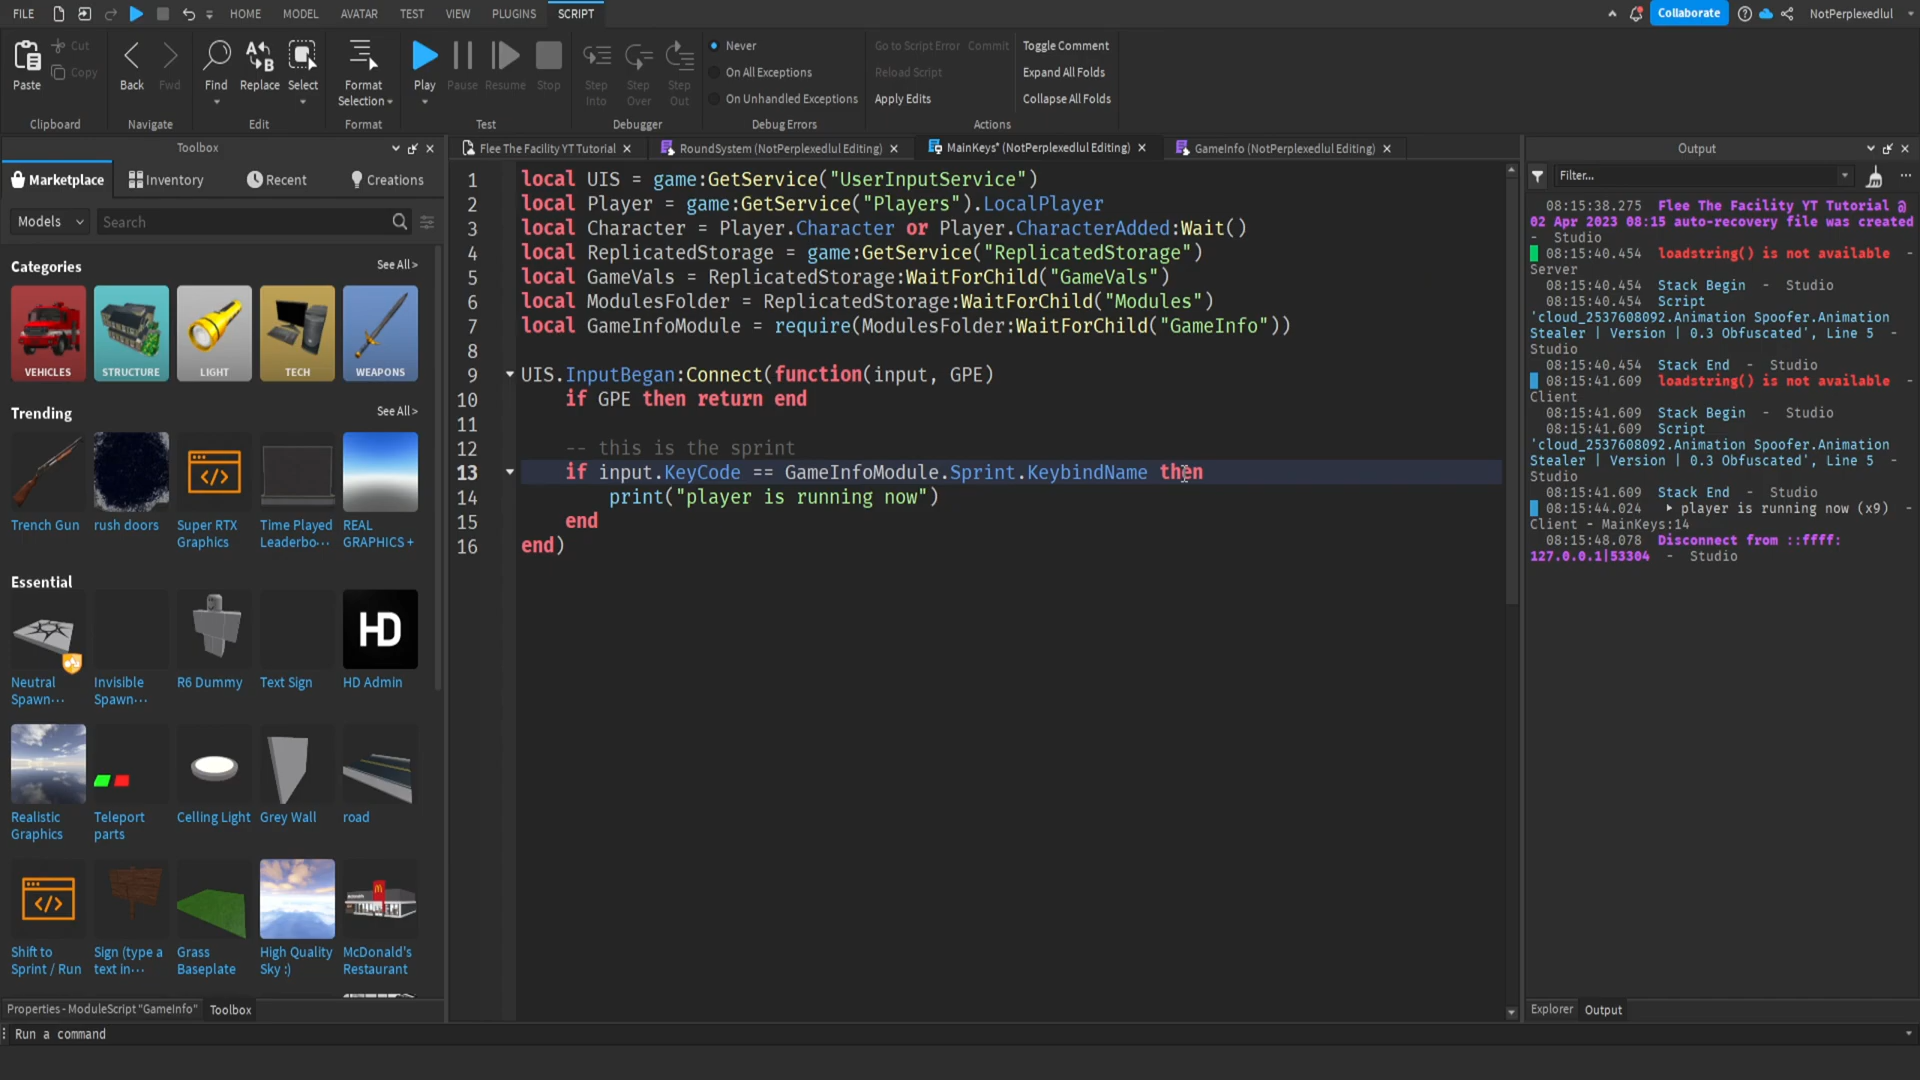 FILE HOME MODEL AVATAR TEST VIEW PLUGINS SCRIPT Collaborate NotPerplexedlul
Cut
Copy
Paste
Back Fwd
Find Replace Select
Format
Selection
Play Pause Resume Stop
Step
Into
Step
Over
Step
Out
Never
On All Exceptions
On Unhandled Exceptions
Go to Script Error Commit
Reload Script
Apply Edits
Toggle Comment
Expand All Folds
Collapse All Folds
Clipboard Navigate Edit Format Test Debugger Debug Errors Actions
Toolbox
Marketplace Inventory Recent Creations
Models Search
Categories See All >
VEHICLES STRUCTURE LIGHT TECH WEAPONS
Trending See All >
Trench Gun
rush doors
Super RTX
Graphics
Time Played
Leaderbo···
REAL
GRAPHICS +
Essential
HD
Neutral
Spawn···
Invisible
Spawn···
R6 Dummy
Text Sign
HD Admin
Realistic
Graphics
Teleport
parts
Celling Light
Grey Wall
road
McDonald's
Shift to
Sprint / Run
Sign (type a
text in···
Grass
Baseplate
High Quality
Sky :)
McDonald's
Restaurant
Properties - ModuleScript "GameInfo" Toolbox
Run a command
Flee The Facility YT Tutorial × RoundSystem (NotPerplexedlul Editing) × MainKeys* (NotPerplexedlul Editing) × GameInfo (NotPerplexedlul Editing) ×
1 local UIS = game:GetService("UserInputService")
2 local Player = game:GetService("Players").LocalPlayer
3 local Character = Player.Character or Player.CharacterAdded:Wait()
4 local ReplicatedStorage = game:GetService("ReplicatedStorage")
5 local GameVals = ReplicatedStorage:WaitForChild("GameVals")
6 local ModulesFolder = ReplicatedStorage:WaitForChild("Modules")
7 local GameInfoModule = require(ModulesFolder:WaitForChild("GameInfo"))
8
9 UIS.InputBegan:Connect(function(input, GPE)
10 if GPE then return end
11
12 -- this is the sprint
13 if input.KeyCode == GameInfoModule.Sprint.KeybindName then
14 print("player is running now")
15 end
16 end)
Output
Filter...
08:15:38.275 Flee The Facility YT Tutorial @
02 Apr 2023 08:15 auto-recovery file was created
- Studio
08:15:40.454 loadstring() is not available -
Server
08:15:40.454 Stack Begin - Studio
08:15:40.454 Script
'cloud_2537608092.Animation Spoofer.Animation
Stealer | Version | 0.3 Obfuscated', Line 5 -
Studio
08:15:40.454 Stack End - Studio
08:15:41.609 loadstring() is not available -
Client
08:15:41.609 Stack Begin - Studio
08:15:41.609 Script
'cloud_2537608092.Animation Spoofer.Animation
Stealer | Version | 0.3 Obfuscated', Line 5 -
Studio
08:15:41.609 Stack End - Studio
08:15:44.024 player is running now (x9) -
Client - MainKeys:14
08:15:48.078 Disconnect from ::ffff:
127.0.0.1|53304 - Studio
Explorer Output